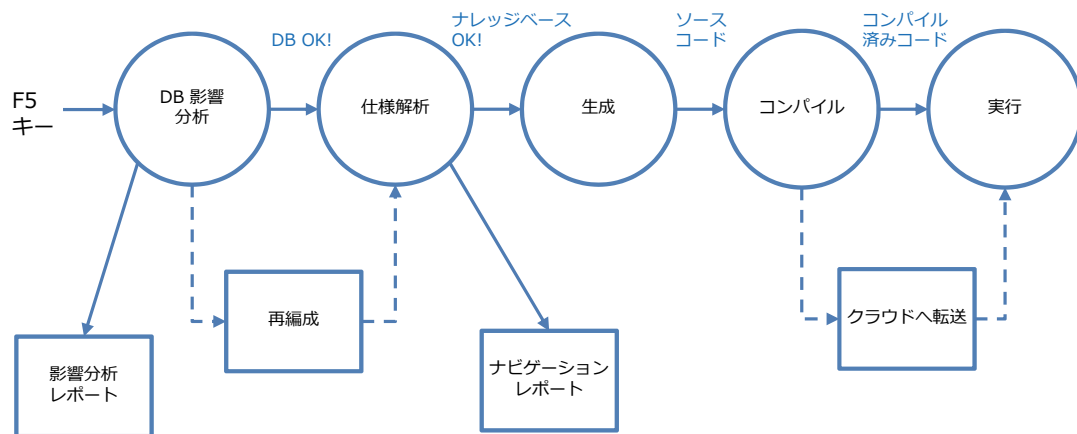 DB OK!
ナレッジベース
OK!
ソース
コード
コンパイル
済みコード
F5
キー
DB 影響
分析
仕様解析
生成
コンパイル
実行
再編成
クラウドへ転送
影響分析
レポート
ナビゲーション
レポート